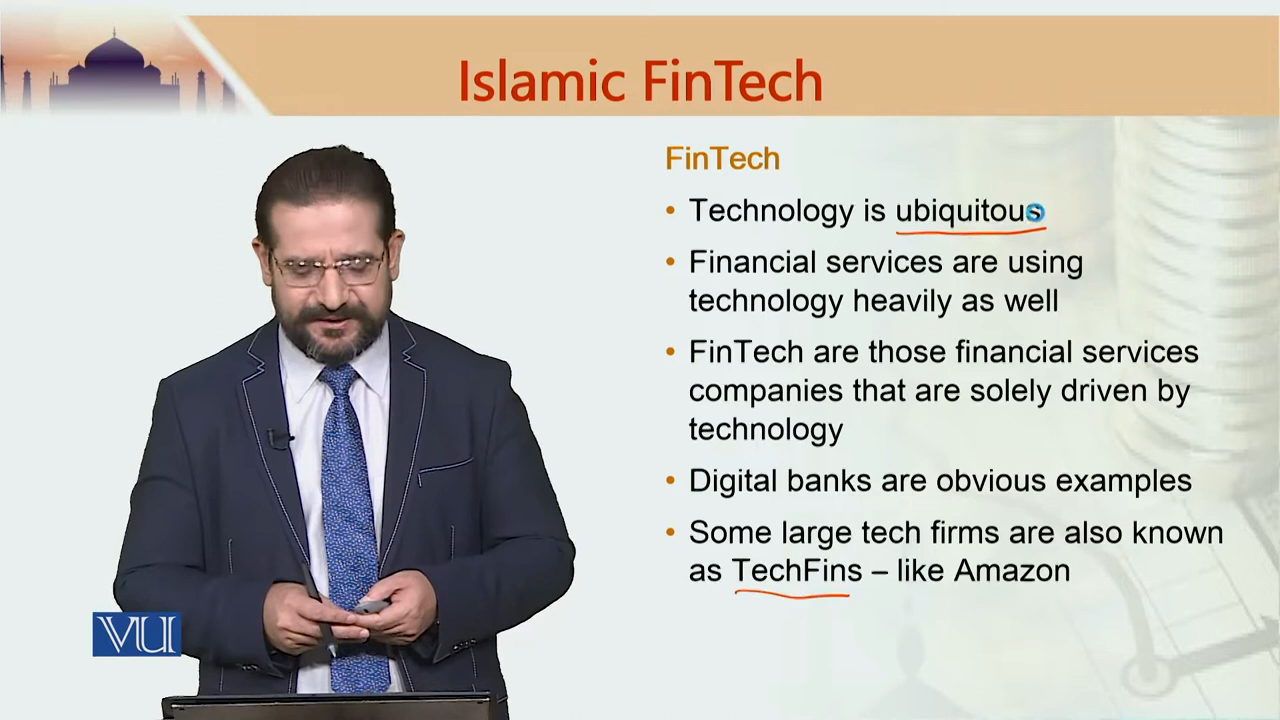 Islamic FinTech
FinTech
• Technology is ubiquitous
• Financial services are using
technology heavily as well
• FinTech are those financial services
companies that are solely driven by
technology
• Digital banks are obvious examples
• Some large tech firms are also known
as TechFins – like Amazon
VU